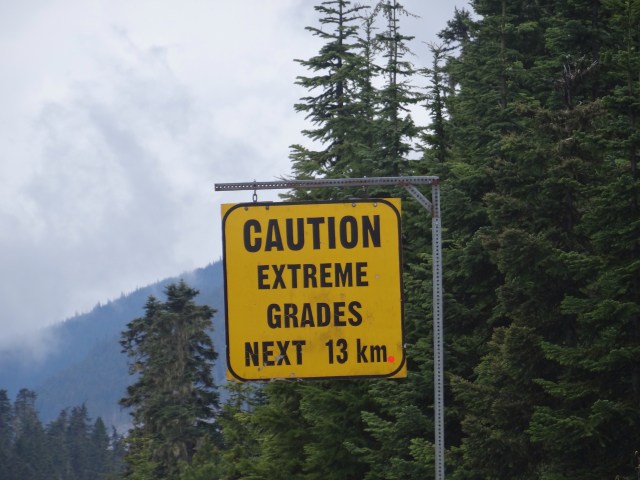 CAUTION
EXTREME
GRADES
NEXT 13 km.